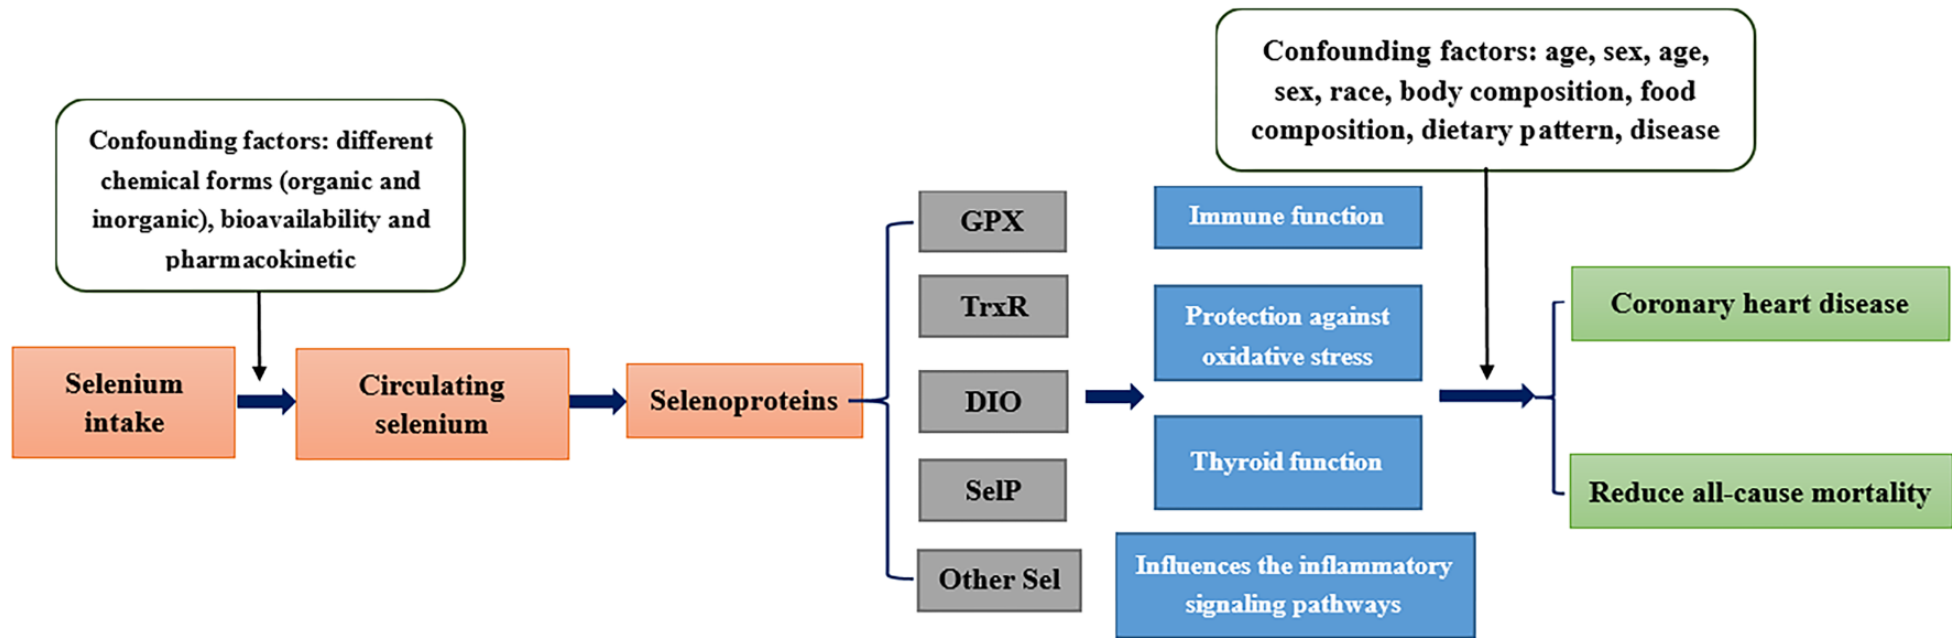 Confounding factors: different
chemical forms (organic and
inorganic), bioavailability and
pharmacokinetic
Selenium
intake
Circulating
selenium
Selenoproteins
GPX
TrxR
DIO
SelP
Other Sel
Immune function
Protection against
oxidative stress
Thyroid function
Influences the inflammatory
signaling pathways
Confounding factors: age, sex, age,
sex, race, body composition, food
composition, dietary pattern, disease
Coronary heart disease
Reduce all-cause mortality